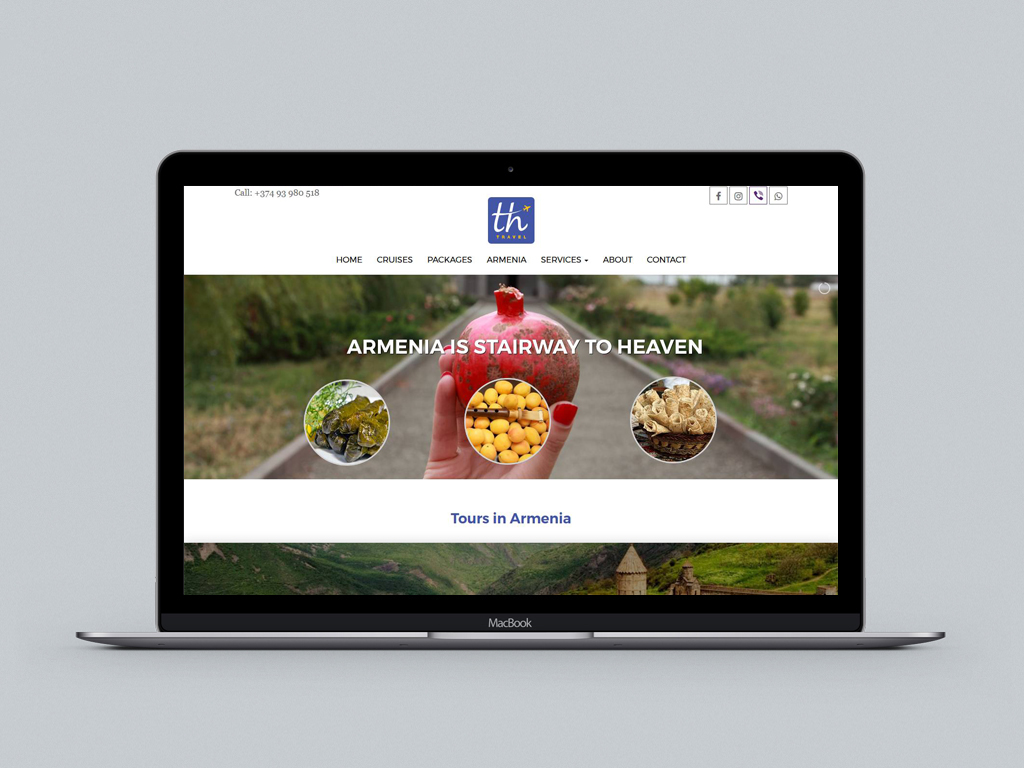 Call: +374 93 980 518
th
TRAVEL
HOME CRUISES PACKAGES ARMENIA SERVICES ABOUT CONTACT
ARMENIA IS STAIRWAY TO HEAVEN
Tours in Armenia
MacBook